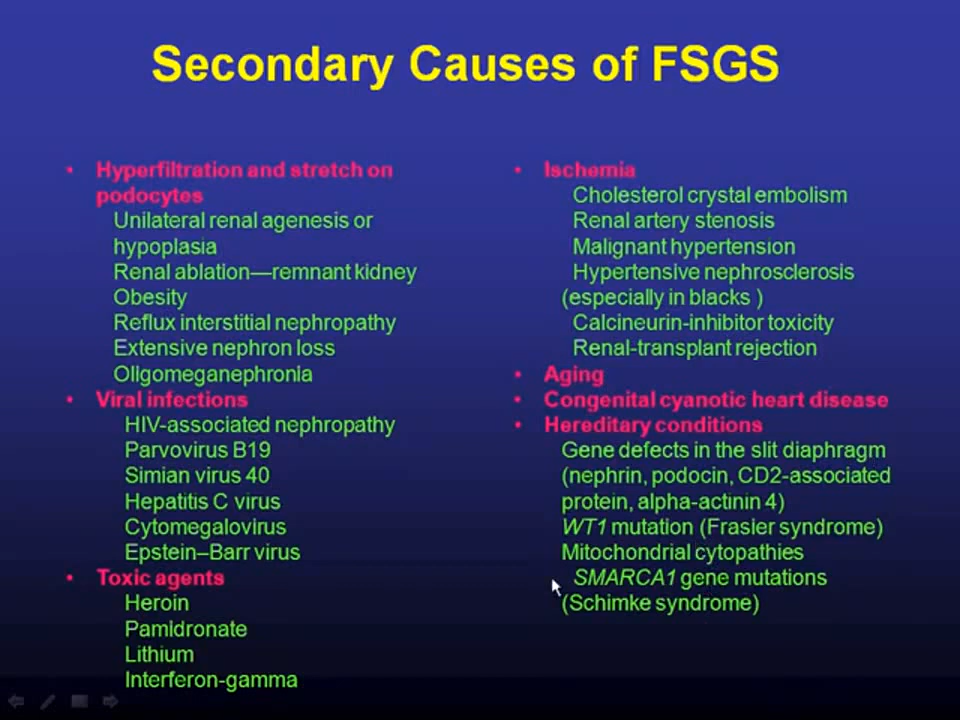 Secondary Causes of FSGS
• Hyperfiltration and stretch on
podocytes
Unilateral renal agenesis or
hypoplasia
Renal ablation—remnant kidney
Obesity
Reflux interstitial nephropathy
Extensive nephron loss
Oligomeganephronia
• Viral infections
HIV-associated nephropathy
Parvovirus B19
Simian virus 40
Hepatitis C virus
Cytomegalovirus
Epstein–Barr virus
• Toxic agents
Heroin
Pamidronate
Lithium
Interferon-gamma
• Ischemia
Cholesterol crystal embolism
Renal artery stenosis
Malignant hypertension
Hypertensive nephrosclerosis
(especially in blacks )
Calcineurin-inhibitor toxicity
Renal-transplant rejection
• Aging
• Congenital cyanotic heart disease
• Hereditary conditions
Gene defects in the slit diaphragm
(nephrin, podocin, CD2-associated
protein, alpha-actinin 4)
WT1 mutation (Frasier syndrome)
Mitochondrial cytopathies
SMARCA1 gene mutations
(Schimke syndrome)